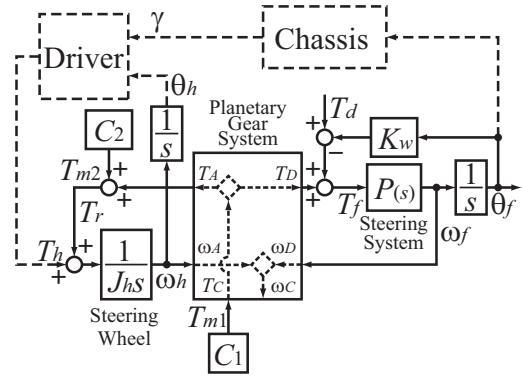 γ
Chassis
Driver
θh
Planetary
Gear
System
Td
C2
1
s
Kw
Tm2
TA
TD
Tf
P(s)
1
s
θf
Tr
Steering
System
Th
1
Jhs
ωh
ωA
ωD
ωf
TC
ωC
Steering
Wheel
Tm1
C1
+
+
+
+
+
+
−